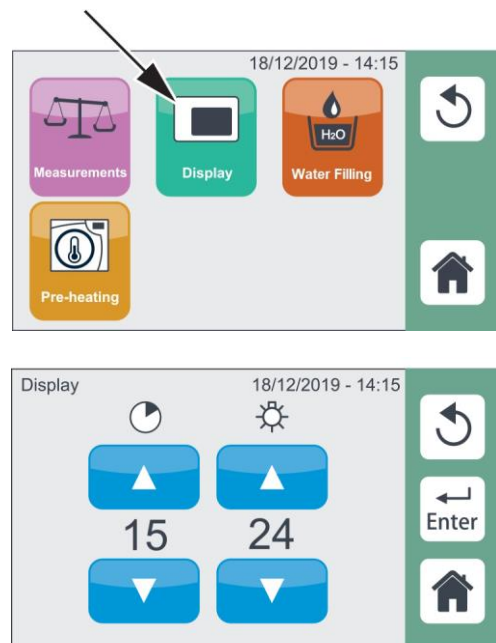 18/12/2019 - 14:15
Measurements
Display
H2O
Water Filling
Pre-heating
Display
18/12/2019 - 14:15
15
24
Enter